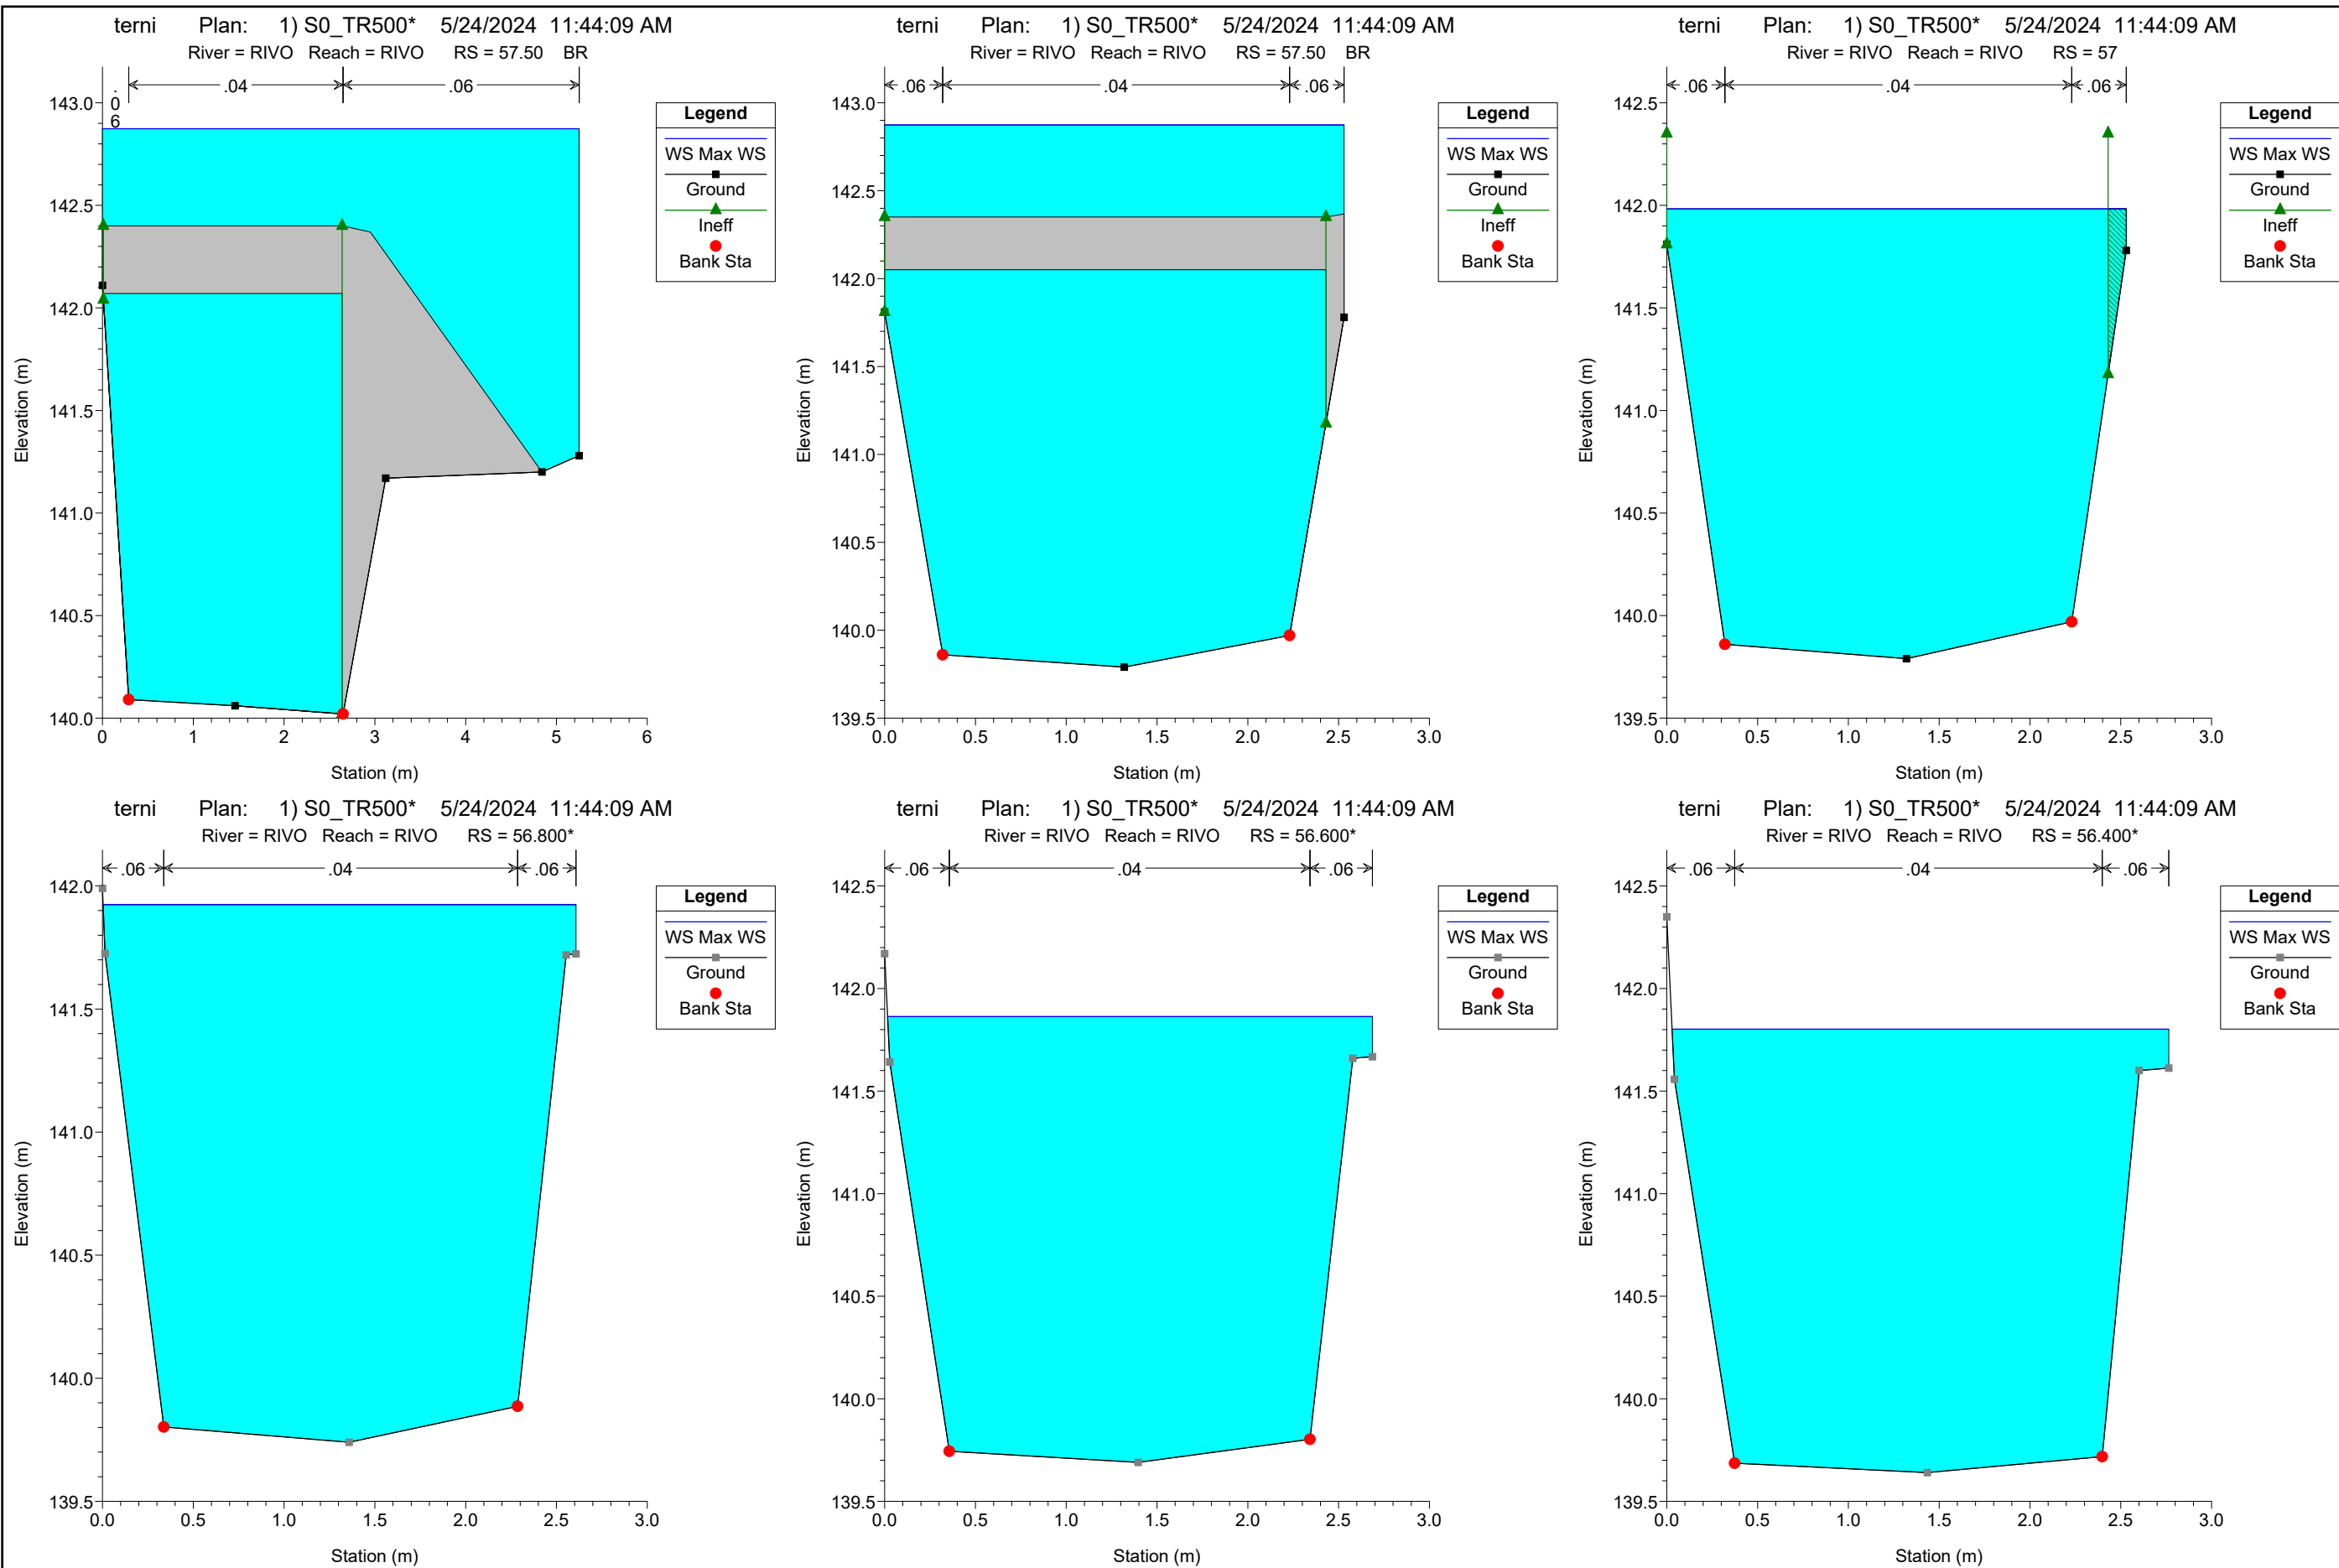 terni Plan: 1) S0_TR500* 5/24/2024 11:44:09 AM
River = RIVO Reach = RIVO RS = 57.50 BR
.06
.04
.06
143.0
142.5
142.0
141.5
141.0
140.5
140.0
0 1 2 3 4 5 6
Station (m)
Elevation (m)
Legend
WS Max WS
Ground
Ineff
Bank Sta
terni Plan: 1) S0_TR500* 5/24/2024 11:44:09 AM
River = RIVO Reach = RIVO RS = 57.50 BR
.06 .04 .06
143.0
142.5
142.0
141.5
141.0
140.5
140.0
139.5
0.0 0.5 1.0 1.5 2.0 2.5 3.0
Station (m)
Elevation (m)
Legend
WS Max WS
Ground
Ineff
Bank Sta
terni Plan: 1) S0_TR500* 5/24/2024 11:44:09 AM
River = RIVO Reach = RIVO RS = 57
.06 .04 .06
142.5
142.0
141.5
141.0
140.5
140.0
139.5
0.0 0.5 1.0 1.5 2.0 2.5 3.0
Station (m)
Elevation (m)
Legend
WS Max WS
Ground
Ineff
Bank Sta
terni Plan: 1) S0_TR500* 5/24/2024 11:44:09 AM
River = RIVO Reach = RIVO RS = 56.800*
.06 .04 .06
142.0
141.5
141.0
140.5
140.0
139.5
0.0 0.5 1.0 1.5 2.0 2.5 3.0
Station (m)
Elevation (m)
Legend
WS Max WS
Ground
Bank Sta
terni Plan: 1) S0_TR500* 5/24/2024 11:44:09 AM
River = RIVO Reach = RIVO RS = 56.600*
.06 .04 .06
142.5
142.0
141.5
141.0
140.5
140.0
139.5
0.0 0.5 1.0 1.5 2.0 2.5 3.0
Station (m)
Elevation (m)
Legend
WS Max WS
Ground
Bank Sta
terni Plan: 1) S0_TR500* 5/24/2024 11:44:09 AM
River = RIVO Reach = RIVO RS = 56.400*
.06 .04 .06
142.5
142.0
141.5
141.0
140.5
140.0
139.5
0.0 0.5 1.0 1.5 2.0 2.5 3.0
Station (m)
Elevation (m)
Legend
WS Max WS
Ground
Bank Sta